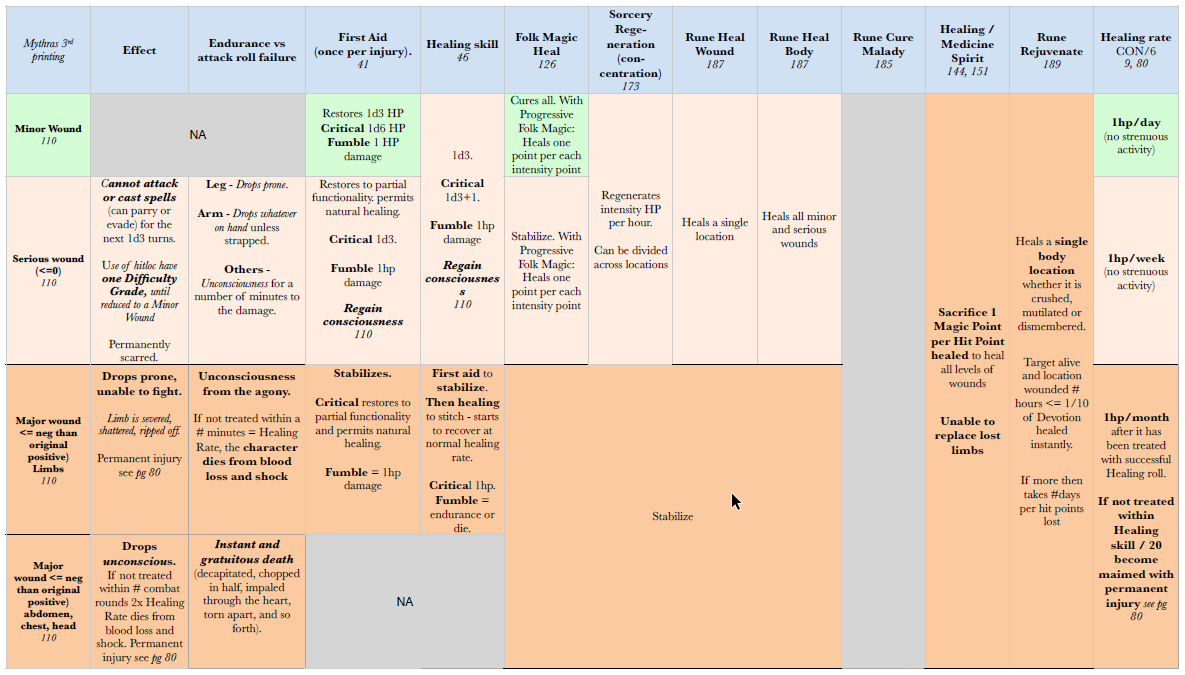 Mythras 3rd
printing
Effect
Endurance vs
attack roll failure
First Aid
(once per injury).
41
Healing skill
46
Folk Magic
Heal
126
Sorcery
Rege-
neration
(con-
centration)
173
Rune Heal
Wound
187
Rune Heal
Body
187
Rune Cure
Malady
185
Healing /
Medicine
Spirit
144, 151
Rune
Rejuvenate
189
Healing rate
CON/6
9, 80
Minor Wound
110
NA
Restores 1d3 HP
Critical 1d6 HP
Fumble 1 HP
damage
1d3.
Critical
1d3+1.
Fumble 1hp
damage
Regain
consciousnes
s
110
Cures all. With
Progressive
Folk Magic:
Heals one
point per each
intensity point
Regenerates
intensity HP
per hour.
Can be divided
across locations
Heals a single
location
Heals all minor
and serious
wounds
Sacrifice 1
Magic Point
per Hit Point
healed to heal
all levels of
wounds
Unable to
replace lost
limbs
Heals a single
body
location
whether it is
crushed,
mutilated or
dismembered.
Target alive
and location
wounded #
hours <= 1/10
of Devotion
healed
instantly.
If more then
takes #days
per hit points
lost
1hp/day
(no strenuous
activity)
Serious wound
(<=0)
110
Cannot attack
or cast spells
(can parry or
evade) for the
next 1d3 turns.
Use of hitloc have
one Difficulty
Grade, until
reduced to a Minor
Wound
Permanently
scarred.
Leg - Drops prone.
Arm - Drops whatever
on hand unless
strapped.
Others -
Unconsciousness for a
number of minutes to
the damage.
Restores to partial
functionality. permits
natural healing.
Critical 1d3.
Fumble 1hp
damage
Regain
consciousness
110
Stabilize. With
Progressive
Folk Magic:
Heals one
point per each
intensity point
1hp/week
(no strenuous
activity)
Major wound
<= neg than
original
positive)
Limbs
110
Drops prone,
unable to fight.
Limb is severed,
shattered, ripped off.
Permanent injury
see pg 80
Unconsciousness
from the agony.
If not treated within a
# minutes = Healing
Rate, the character
dies from blood
loss and shock
Stabilizes.
Critical restores to
partial functionality
and permits natural
healing.
Fumble = 1hp
damage
First aid to
stabilize.
Then healing
to stitch - starts
to recover at
normal healing
rate.
Critical 1hp.
Fumble =
endurance or
die.
Stabilize
1hp/month
after it has
been treated
with successful
Healing roll.
If not treated
within
Healing
skill / 20
become
maimed with
permanent
injury see pg
80
Major
wound <= neg
than original
positive)
abdomen,
chest, head
110
Drops
unconscious.
If not treated
within # combat
rounds 2x Healing
Rate dies from
blood loss and
shock. Permanent
injury see pg 80
Instant and
gratuitous death
(decapitated, chopped
in half, impaled
through the heart,
torn apart, and so
forth).
NA